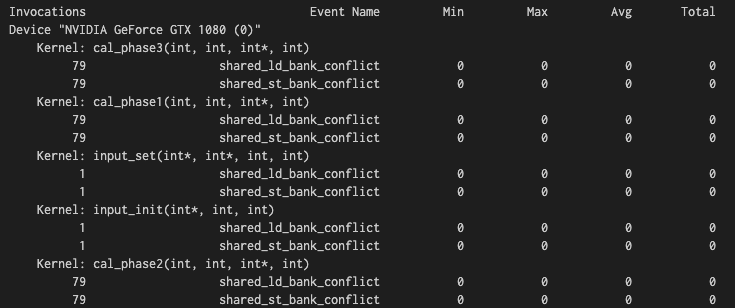 Invocations Event Name Min Max Avg Total
Device "NVIDIA GeForce GTX 1080 (0)"
Kernel: cal_phase3(int, int, int*, int)
79 shared_ld_bank_conflict 0 0 0 0
79 shared_st_bank_conflict 0 0 0 0
Kernel: cal_phase1(int, int, int*, int)
79 shared_ld_bank_conflict 0 0 0 0
79 shared_st_bank_conflict 0 0 0 0
Kernel: input_set(int*, int*, int, int)
1 shared_ld_bank_conflict 0 0 0 0
1 shared_st_bank_conflict 0 0 0 0
Kernel: input_init(int*, int, int)
1 shared_ld_bank_conflict 0 0 0 0
1 shared_st_bank_conflict 0 0 0 0
Kernel: cal_phase2(int, int, int*, int)
79 shared_ld_bank_conflict 0 0 0 0
79 shared_st_bank_conflict 0 0 0 0